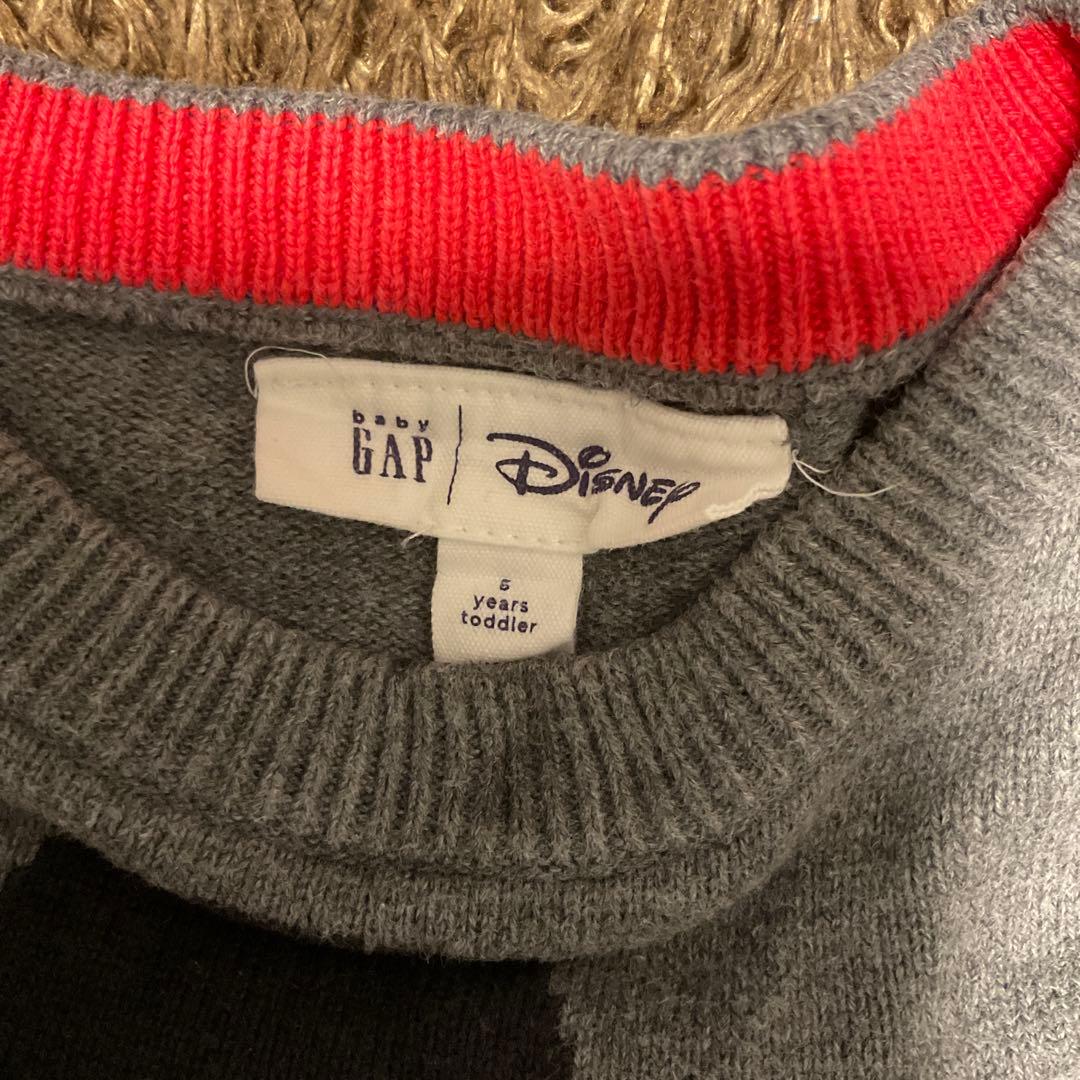 baby
GAP
Disney
5
years
toddler